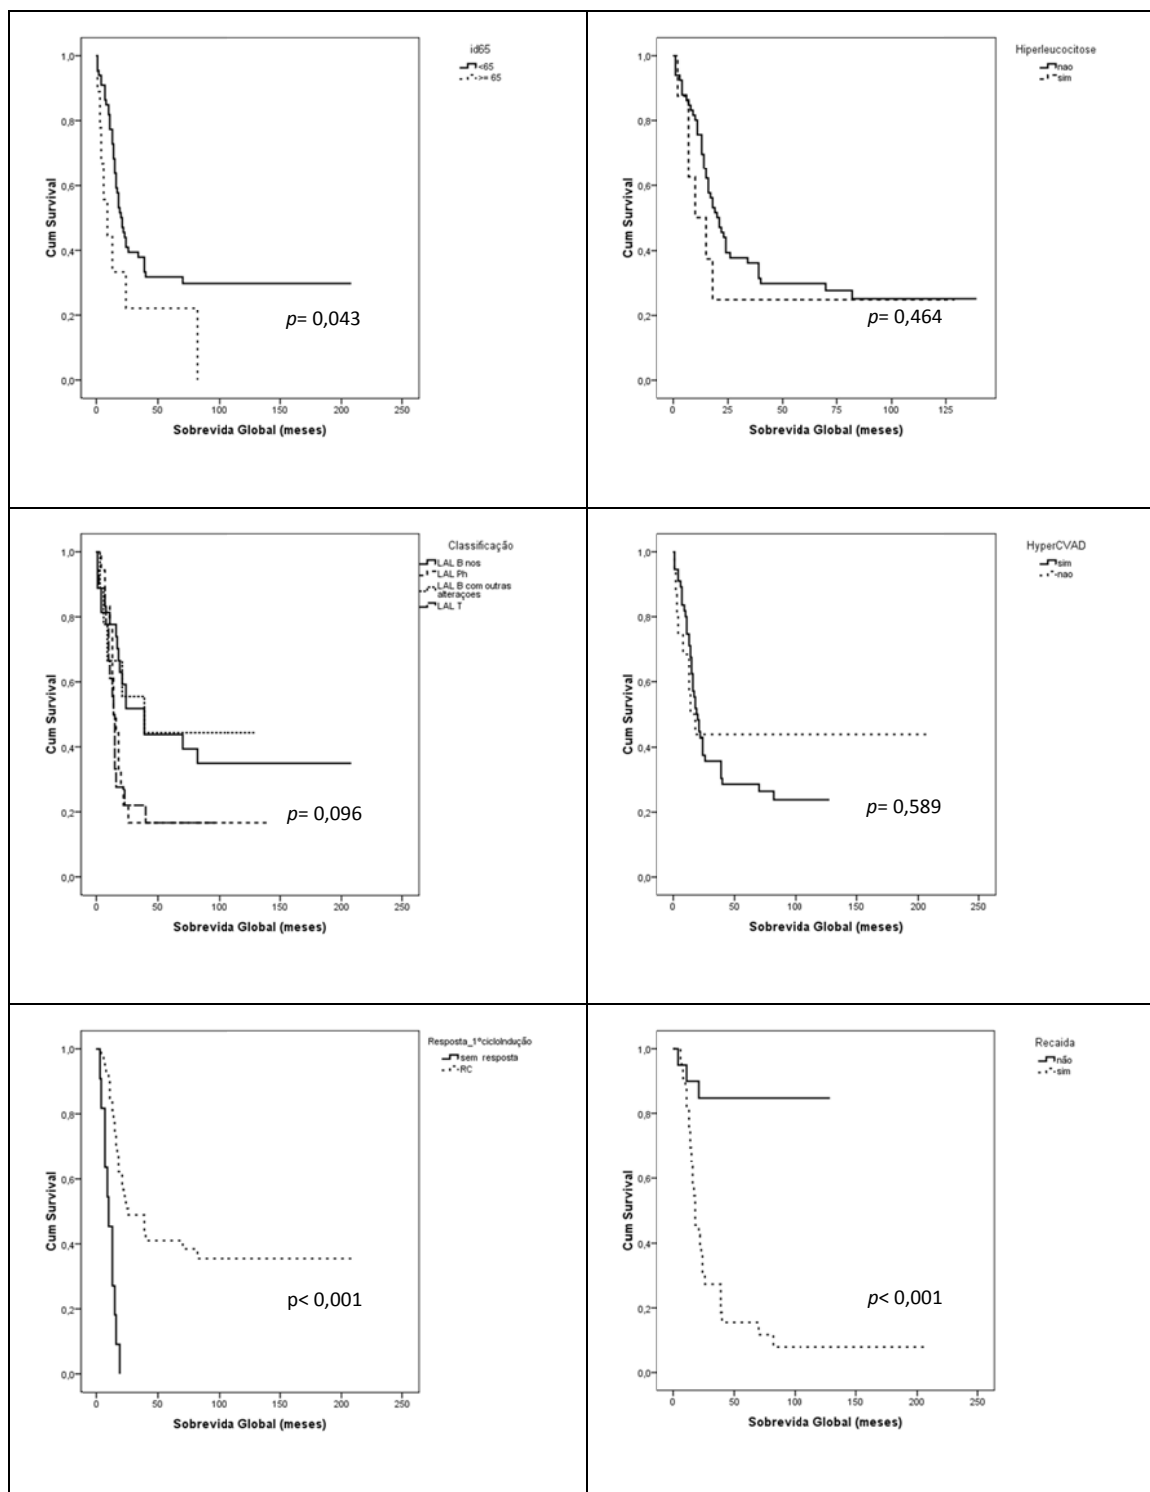 id65
<65
>= 65
1,0
0,8
0,6
0,4
0,2
0,0
Cum Survival
p= 0,043
0 50 100 150 200 250
Sobrevida Global (meses)
Hiperleucocitose
nao
sim
1,0
0,8
0,6
0,4
0,2
0,0
Cum Survival
p= 0,464
0 25 50 75 100 125
Sobrevida Global (meses)
Classificação
LAL B nos
LAL Ph
LAL B com outras
alterações
LAL T
1,0
0,8
0,6
0,4
0,2
0,0
Cum Survival
p= 0,096
0 50 100 150 200 250
Sobrevida Global (meses)
HyperCVAD
sim
nao
1,0
0,8
0,6
0,4
0,2
0,0
Cum Survival
p= 0,589
0 50 100 150 200 250
Sobrevida Global (meses)
Resposta_1ºcicloIndução
sem resposta
RC
1,0
0,8
0,6
0,4
0,2
0,0
Cum Survival
p< 0,001
0 50 100 150 200 250
Sobrevida Global (meses)
Recaida
não
sim
1,0
0,8
0,6
0,4
0,2
0,0
Cum Survival
p< 0,001
0 50 100 150 200 250
Sobrevida Global (meses)